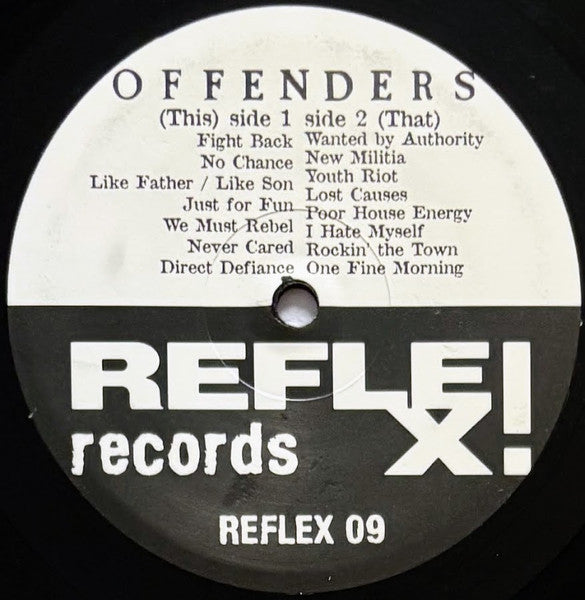 OFFENDERS
(This) side 1 side 2 (That)
Fight Back
No Chance
Like Father / Like Son
Just for Fun
We Must Rebel
Never Cared
Direct Defiance
Wanted by Authority
New Militia
Youth Riot
Lost Causes
Poor House Energy
I Hate Myself
Rockin' the Town
One Fine Morning
REFLEX!
records
REFLEX 09